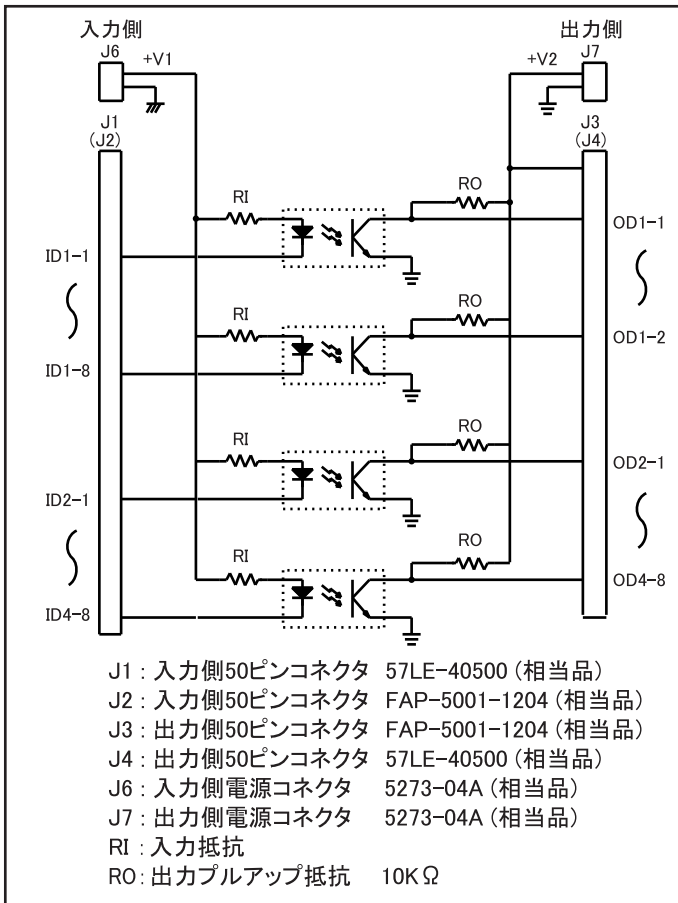 入力側
出力側
J6
+V1
+V2
J7
J1
(J2)
J3
(J4)
RI
RO
OD1-1
ID1-1
RI
RO
OD1-2
ID1-8
RI
RO
OD2-1
ID2-1
RI
RO
OD4-8
ID4-8
J1 : 入力側50ピンコネクタ 57LE-40500 (相当品)
J2 : 入力側50ピンコネクタ FAP-5001-1204 (相当品)
J3 : 出力側50ピンコネクタ FAP-5001-1204 (相当品)
J4 : 出力側50ピンコネクタ 57LE-40500 (相当品)
J6 : 入力側電源コネクタ 5273-04A (相当品)
J7 : 出力側電源コネクタ 5273-04A (相当品)
RI : 入力抵抗
RO : 出力プルアップ抵抗 10KΩ